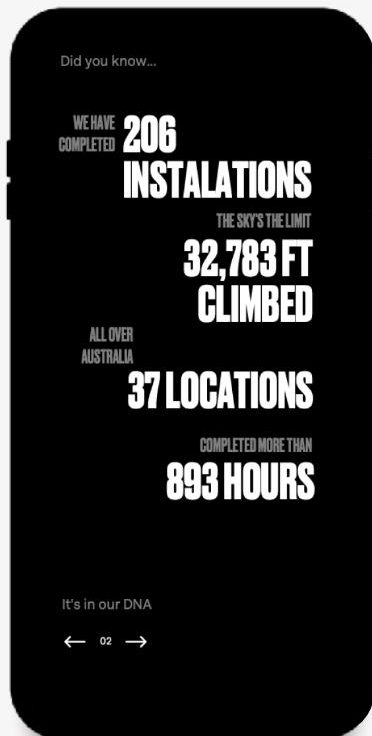 Did you know...
WE HAVE
COMPLETED
206
INSTALATIONS
THE SKY'S THE LIMIT
32,783 FT
CLIMBED
ALL OVER
AUSTRALIA
37 LOCATIONS
COMPLETED MORE THAN
893 HOURS
It's in our DNA
← 02 →